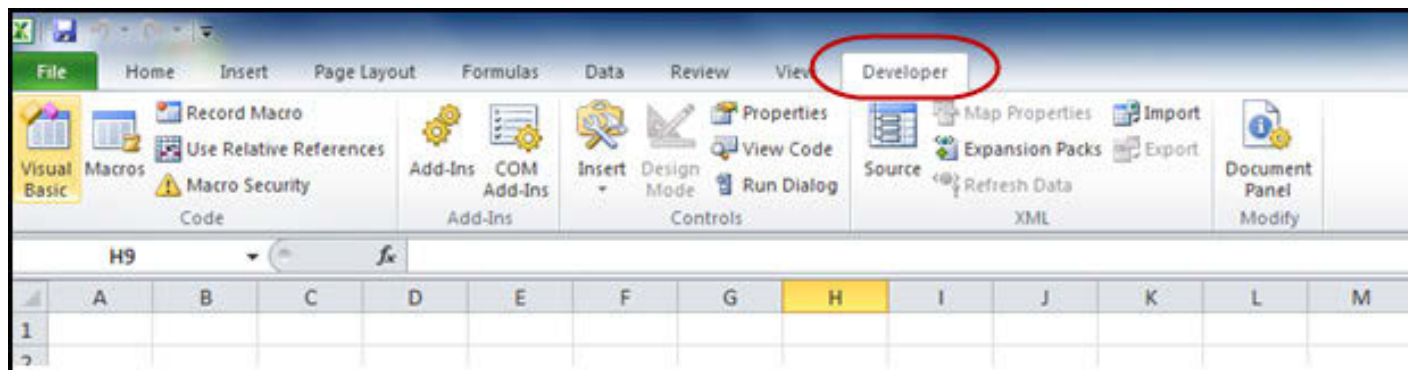 File Home Insert Page Layout Formulas Data Review View Developer
Record Macro Properties Map Properties Import
Use Relative References View Code Expansion Packs Export
Visual Basic Macros Macro Security Add-Ins COM Add-Ins Insert Design Mode Run Dialog Source Refresh Data Document Panel
Code Add-Ins Controls XML Modify
H9 fx
A B C D E F G H I J K L M
1
2